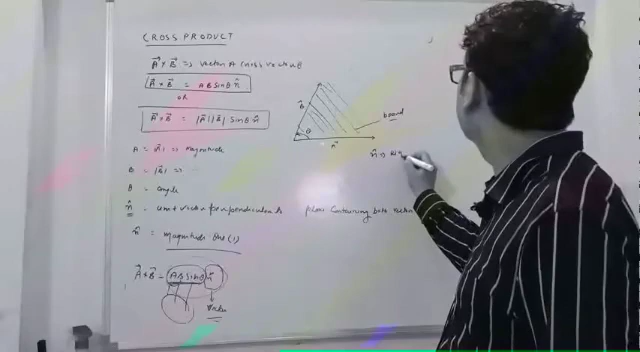 CROSS PRODUCT
A⃗ × B⃗ => vector A cross vector B
A⃗ × B⃗ = AB sinθ n̂
or
A⃗ × B⃗ = |A⃗| |B⃗| sinθ n̂
A = |A⃗| => magnitude
B = |B⃗| => "
θ = angle
n̂ = unit vector perpendicular to plane containing both vector
n̂ = magnitude one (1)
A⃗ × B⃗ = AB sinθ n̂
vector
B⃗
θ
A⃗
board
n̂ =>